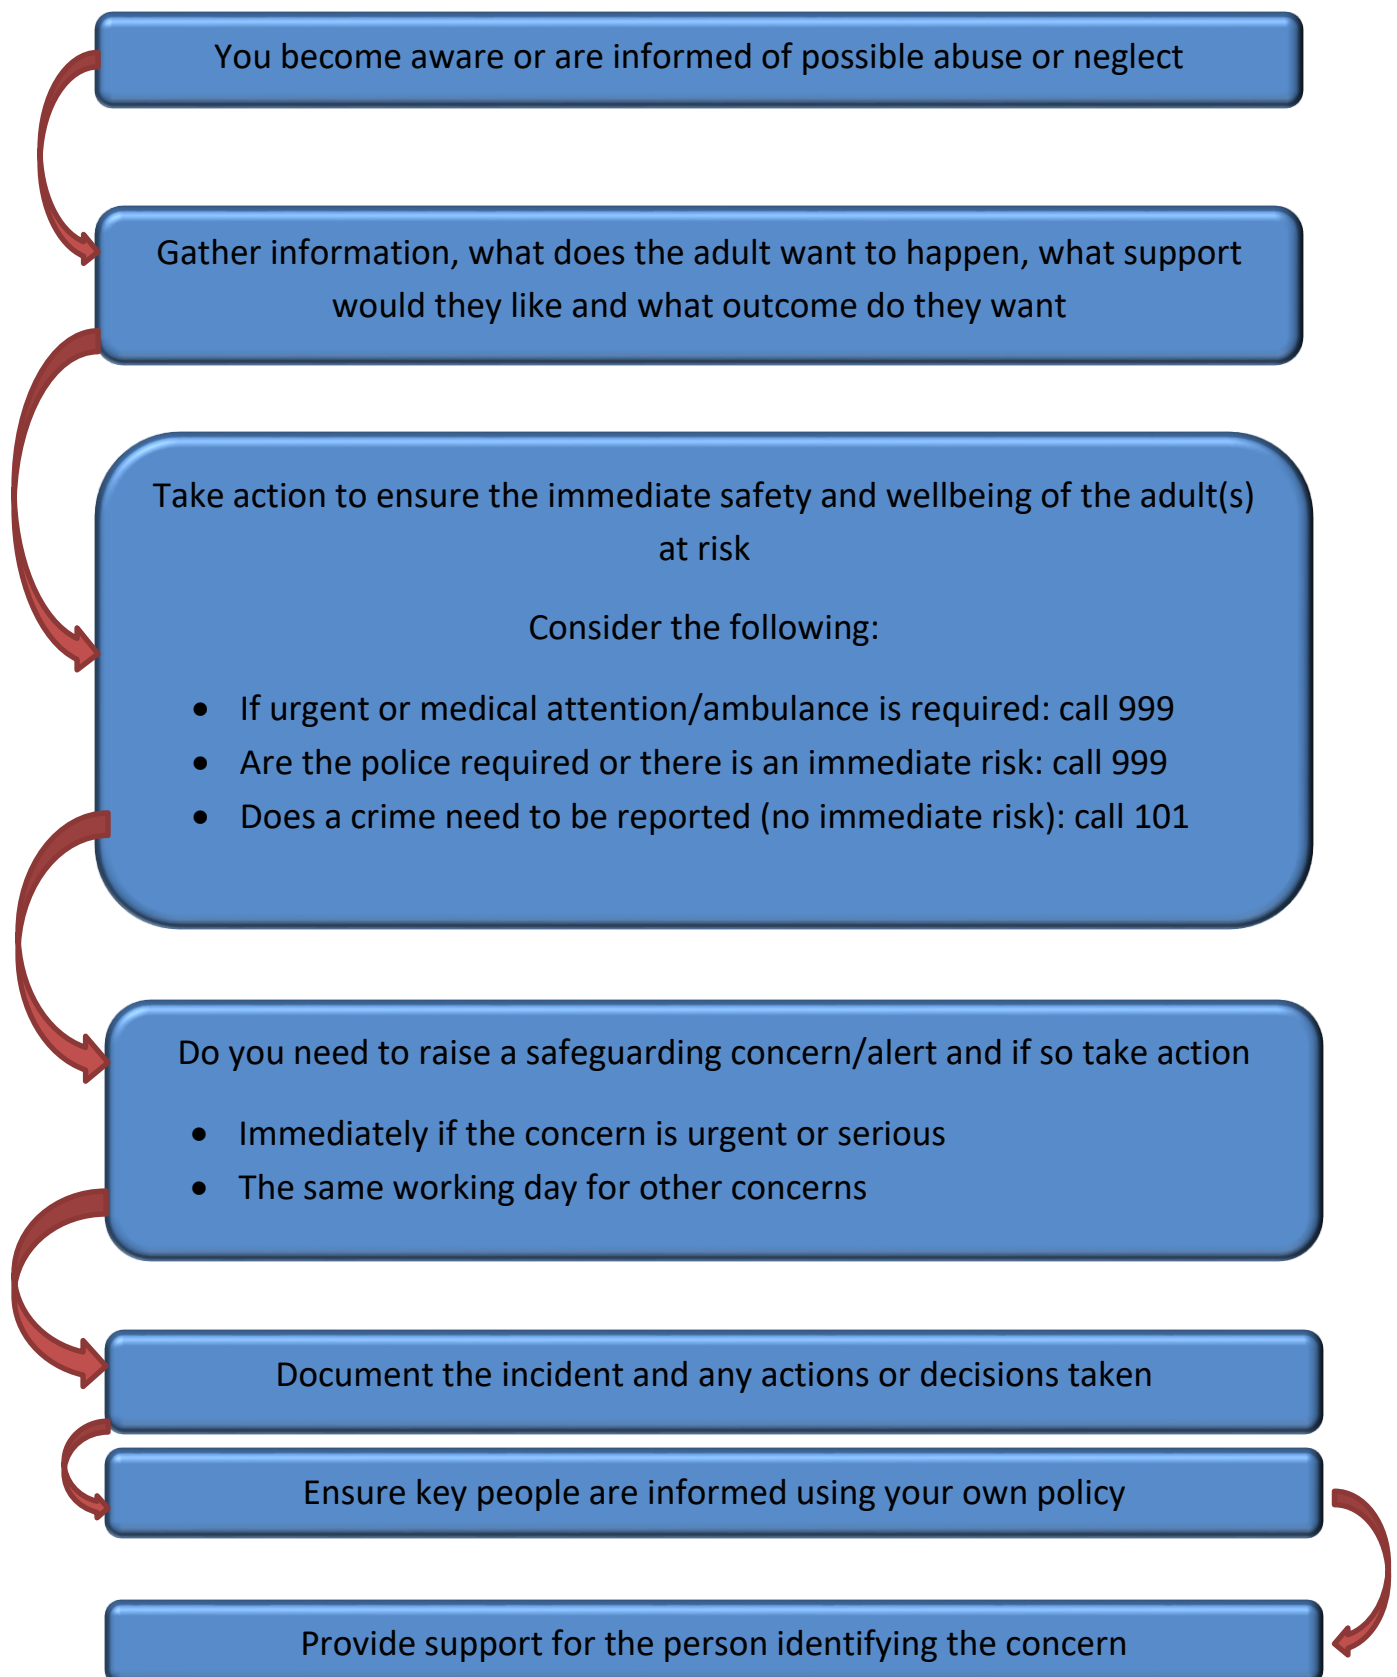 You become aware or are informed of possible abuse or neglect
Gather information, what does the adult want to happen, what support
would they like and what outcome do they want
Take action to ensure the immediate safety and wellbeing of the adult(s)
at risk
Consider the following:
• If urgent or medical attention/ambulance is required: call 999
• Are the police required or there is an immediate risk: call 999
• Does a crime need to be reported (no immediate risk): call 101
Do you need to raise a safeguarding concern/alert and if so take action
• Immediately if the concern is urgent or serious
• The same working day for other concerns
Document the incident and any actions or decisions taken
Ensure key people are informed using your own policy
Provide support for the person identifying the concern